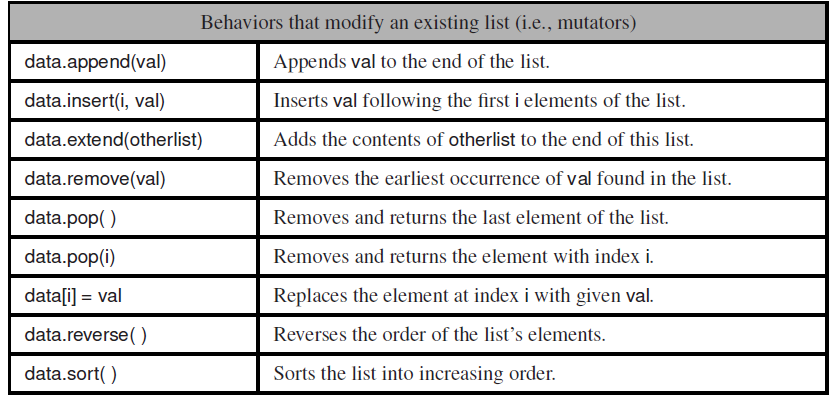 Behaviors that modify an existing list (i.e., mutators)
data.append(val) Appends val to the end of the list.
data.insert(i, val) Inserts val following the first i elements of the list.
data.extend(otherlist) Adds the contents of otherlist to the end of this list.
data.remove(val) Removes the earliest occurrence of val found in the list.
data.pop( ) Removes and returns the last element of the list.
data.pop(i) Removes and returns the element with index i.
data[i] = val Replaces the element at index i with given val.
data.reverse( ) Reverses the order of the list’s elements.
data.sort( ) Sorts the list into increasing order.